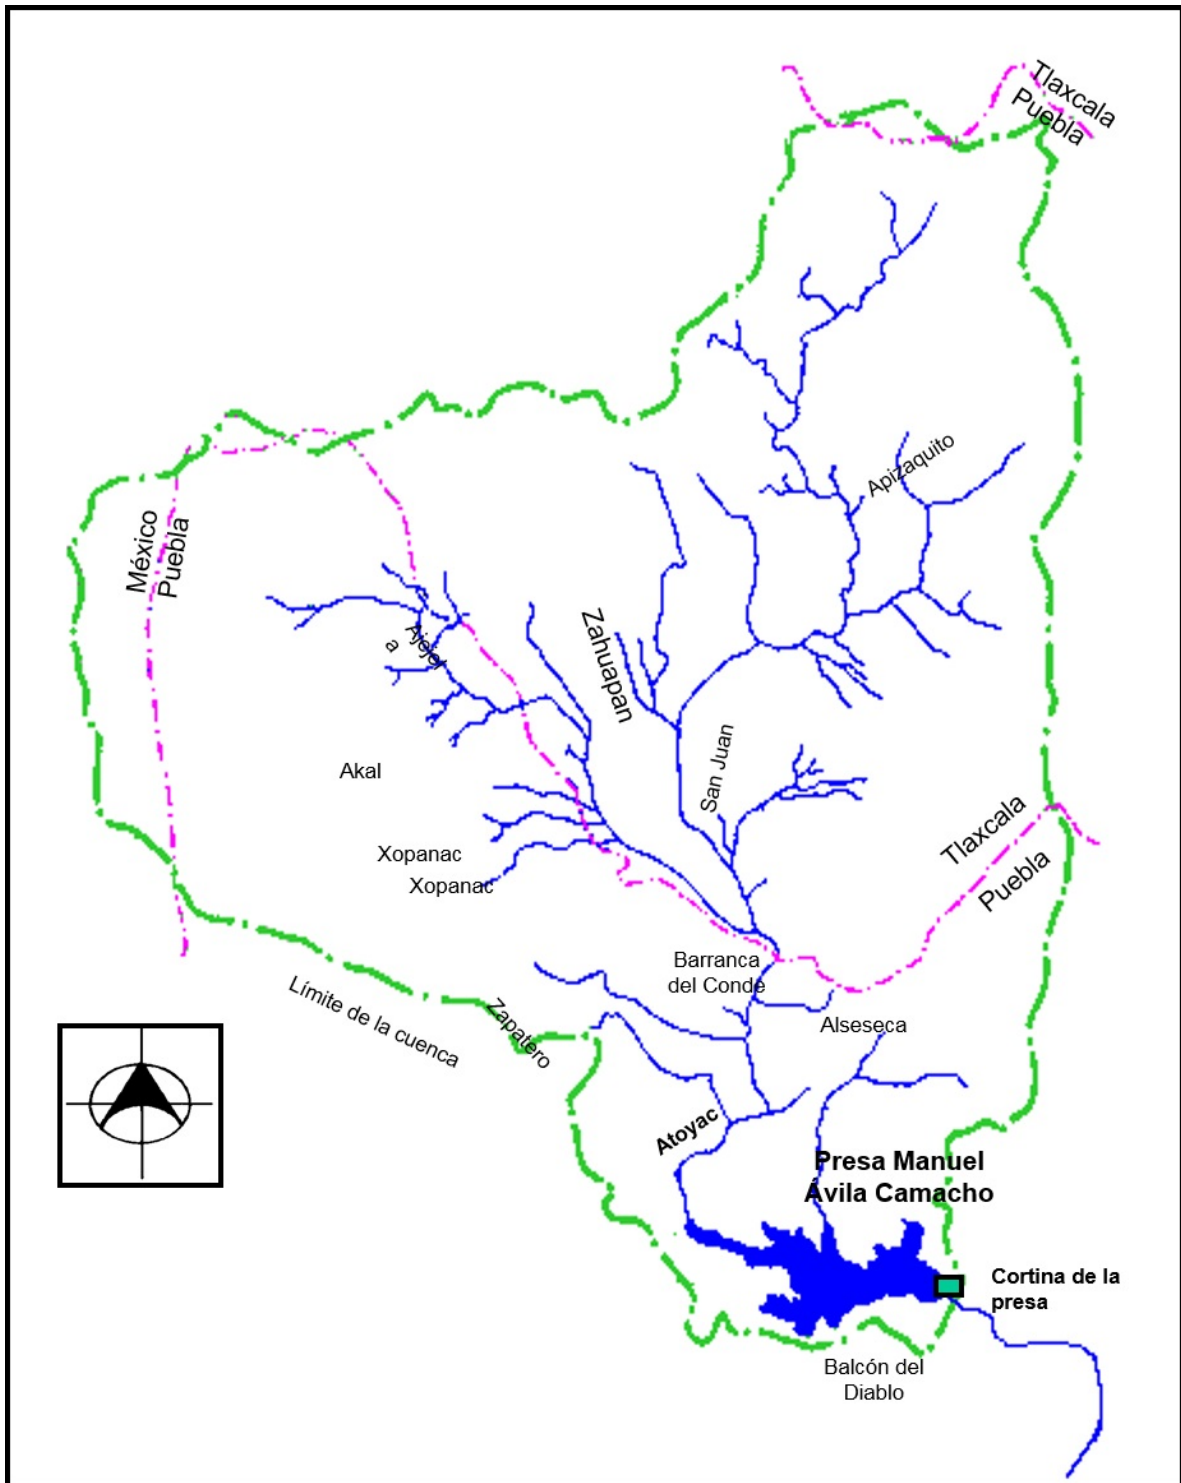 Tlaxcala
Puebla
Apizaquito
México
Puebla
Ajejel
a
Zahuapan
San Juan
Akal
Tlaxcala
Puebla
Xopanac
Xopanac
Barranca
del Conde
Límite de la cuenca
Zapatero
Alseseca
Atoyac
Presa Manuel
Ávila Camacho
Cortina de la
presa
Balcón del
Diablo